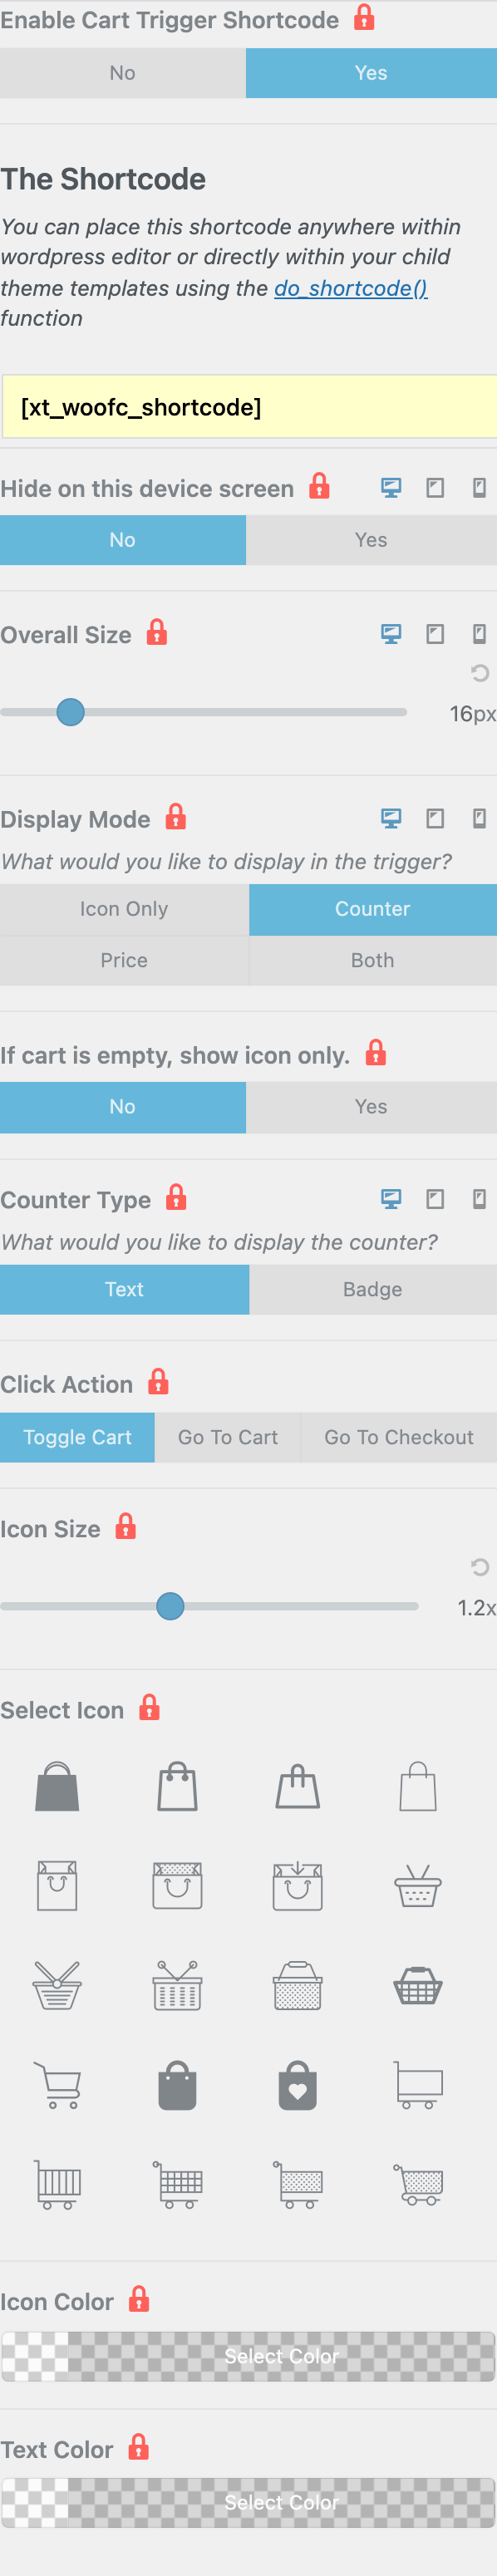 Enable Cart Trigger Shortcode
No Yes
The Shortcode
You can place this shortcode anywhere within
wordpress editor or directly within your child
theme templates using the do_shortcode()
function
[xt_woofc_shortcode]
Hide on this device screen
No Yes
Overall Size
16px
Display Mode
What would you like to display in the trigger?
Icon Only Counter
Price Both
If cart is empty, show icon only.
No Yes
Counter Type
What would you like to display the counter?
Text Badge
Click Action
Toggle Cart Go To Cart Go To Checkout
Icon Size
1.2x
Select Icon
Icon Color
Select Color
Text Color
Select Color